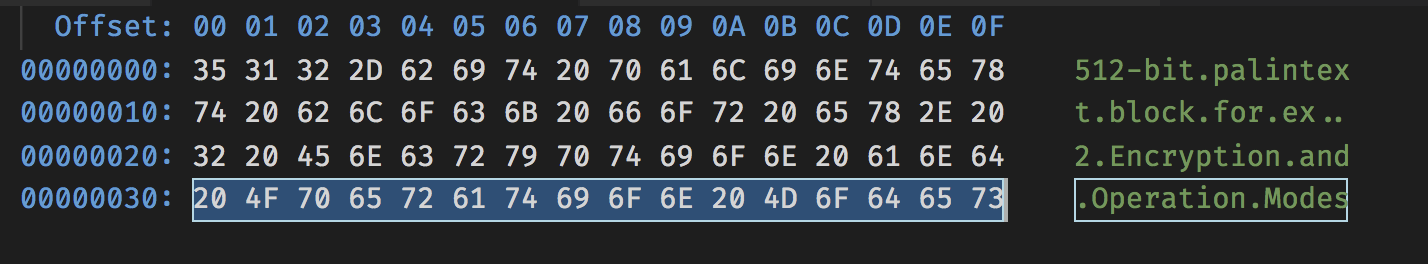 Offset: 00 01 02 03 04 05 06 07 08 09 0A 0B 0C 0D 0E 0F
00000000: 35 31 32 2D 62 69 74 20 70 61 6C 69 6E 74 65 78 512-bit.palintex
00000010: 74 20 62 6C 6F 63 6B 20 66 6F 72 20 65 78 2E 20 t.block.for.ex..
00000020: 32 20 45 6E 63 72 79 70 74 69 6F 6E 20 61 6E 64 2.Encryption.and
00000030: 20 4F 70 65 72 61 74 69 6F 6E 20 4D 6F 64 65 73 .Operation.Modes